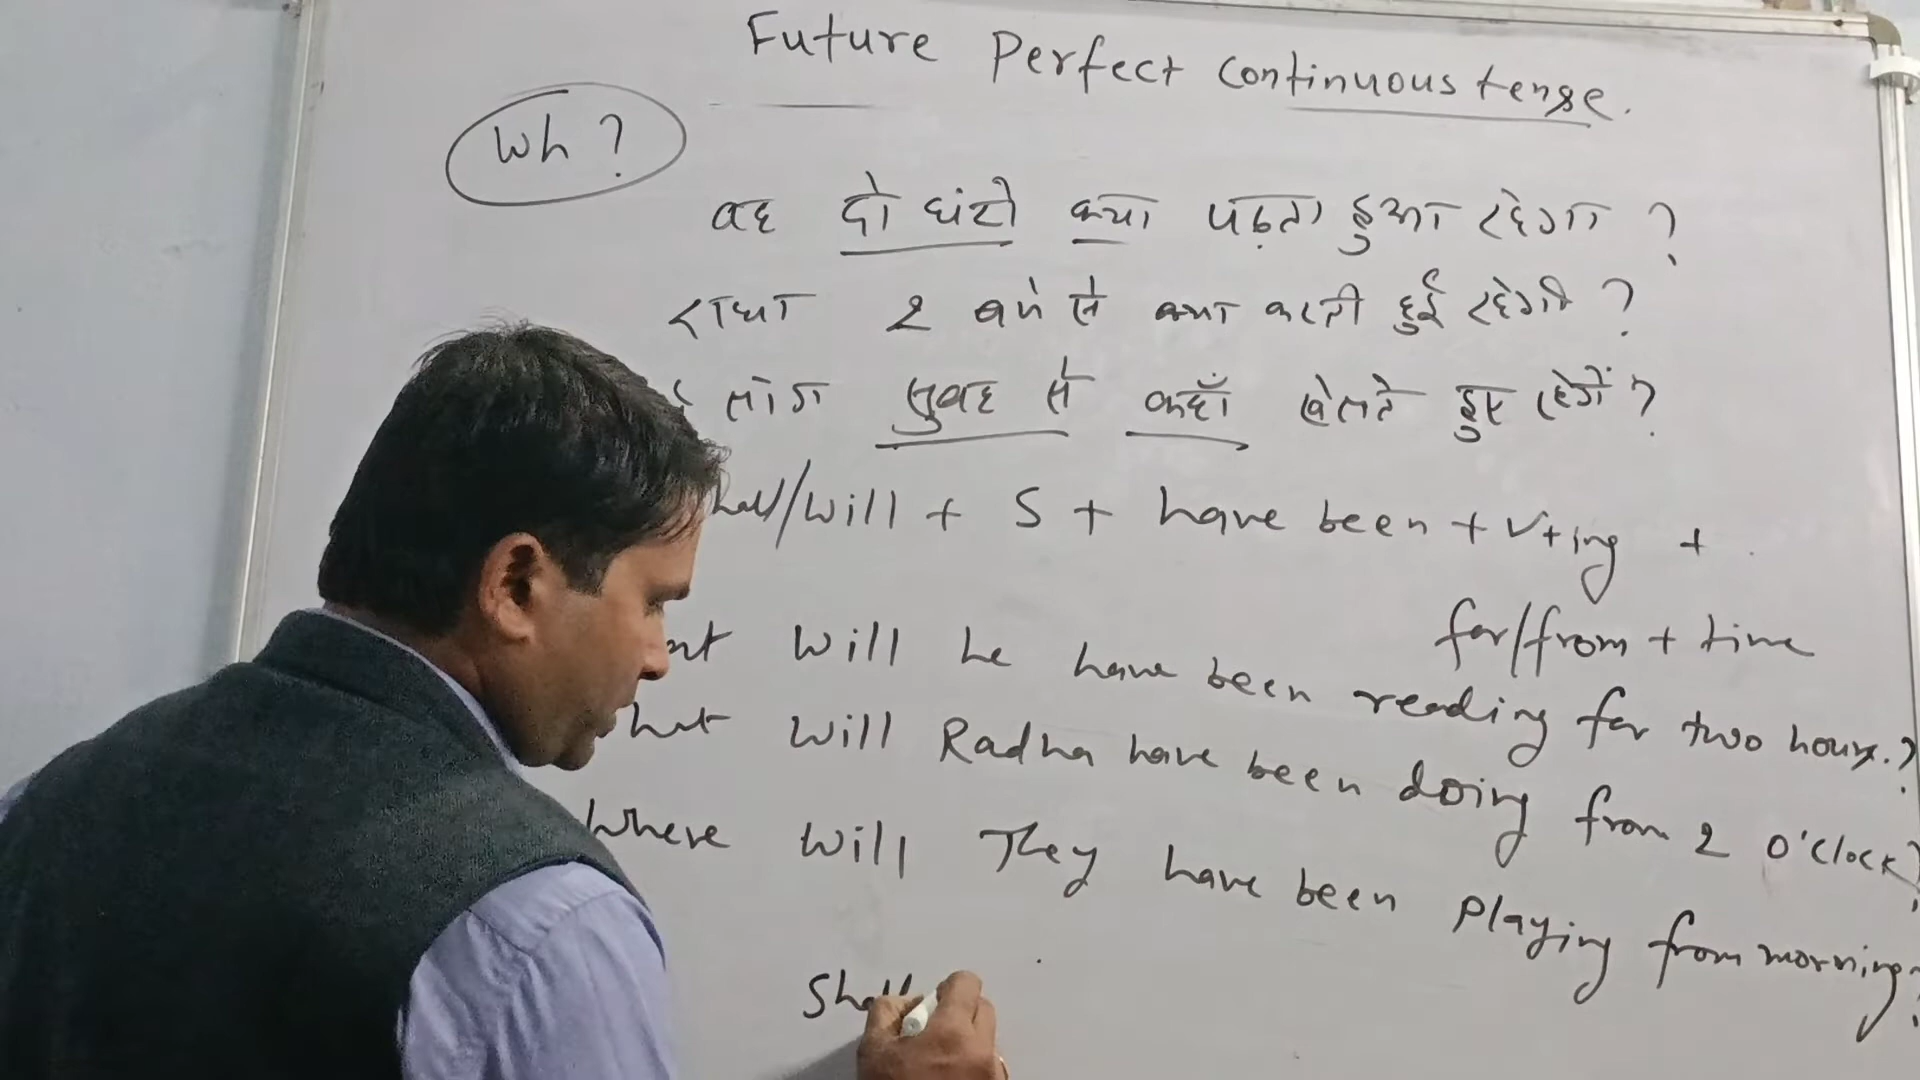 Future Perfect Continuous tense.
Wh ?
वह दो घंटो क्या पढ़ता हुआ रहेगा ?
राधा 2 बजे से क्या करती हुई रहेगी ?
लोग सुबह से कहाँ खेलते हुए रहेगें ?
hall/will + S + have been + V+ing +
for/from + time
will he have been reading for two hours.?
hat will Radha have been doing from 2 o'clock?
where will They have been Playing from morning?
Shall